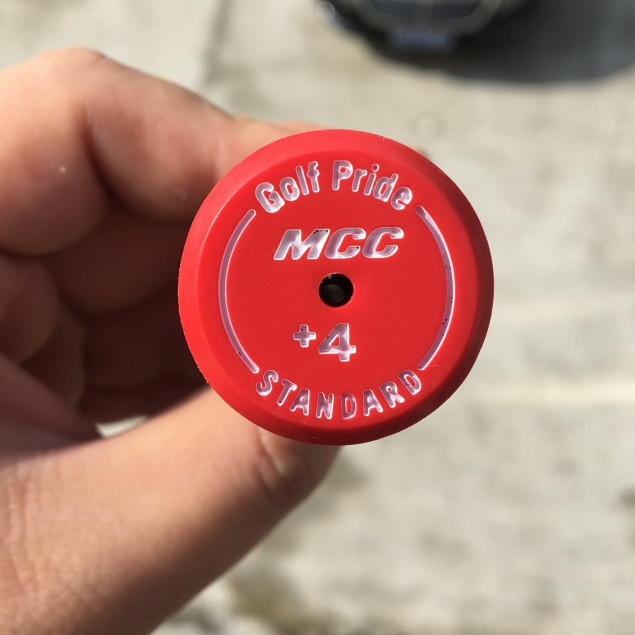 Golf Pride
MCC
+4
STANDARD